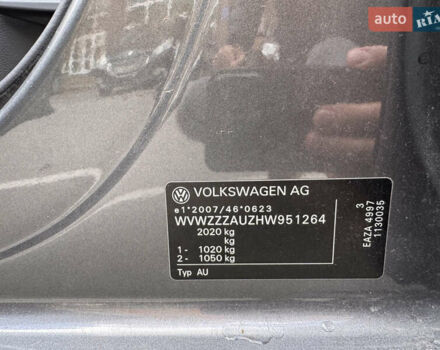 auto RIA
VOLKSWAGEN AG
e1*2007/46*0623
WVWZZZAUZHW951264
2020 kg
kg
1- 1020 kg
2- 1050 kg
Typ AU
3
EAZA 4997
1130035